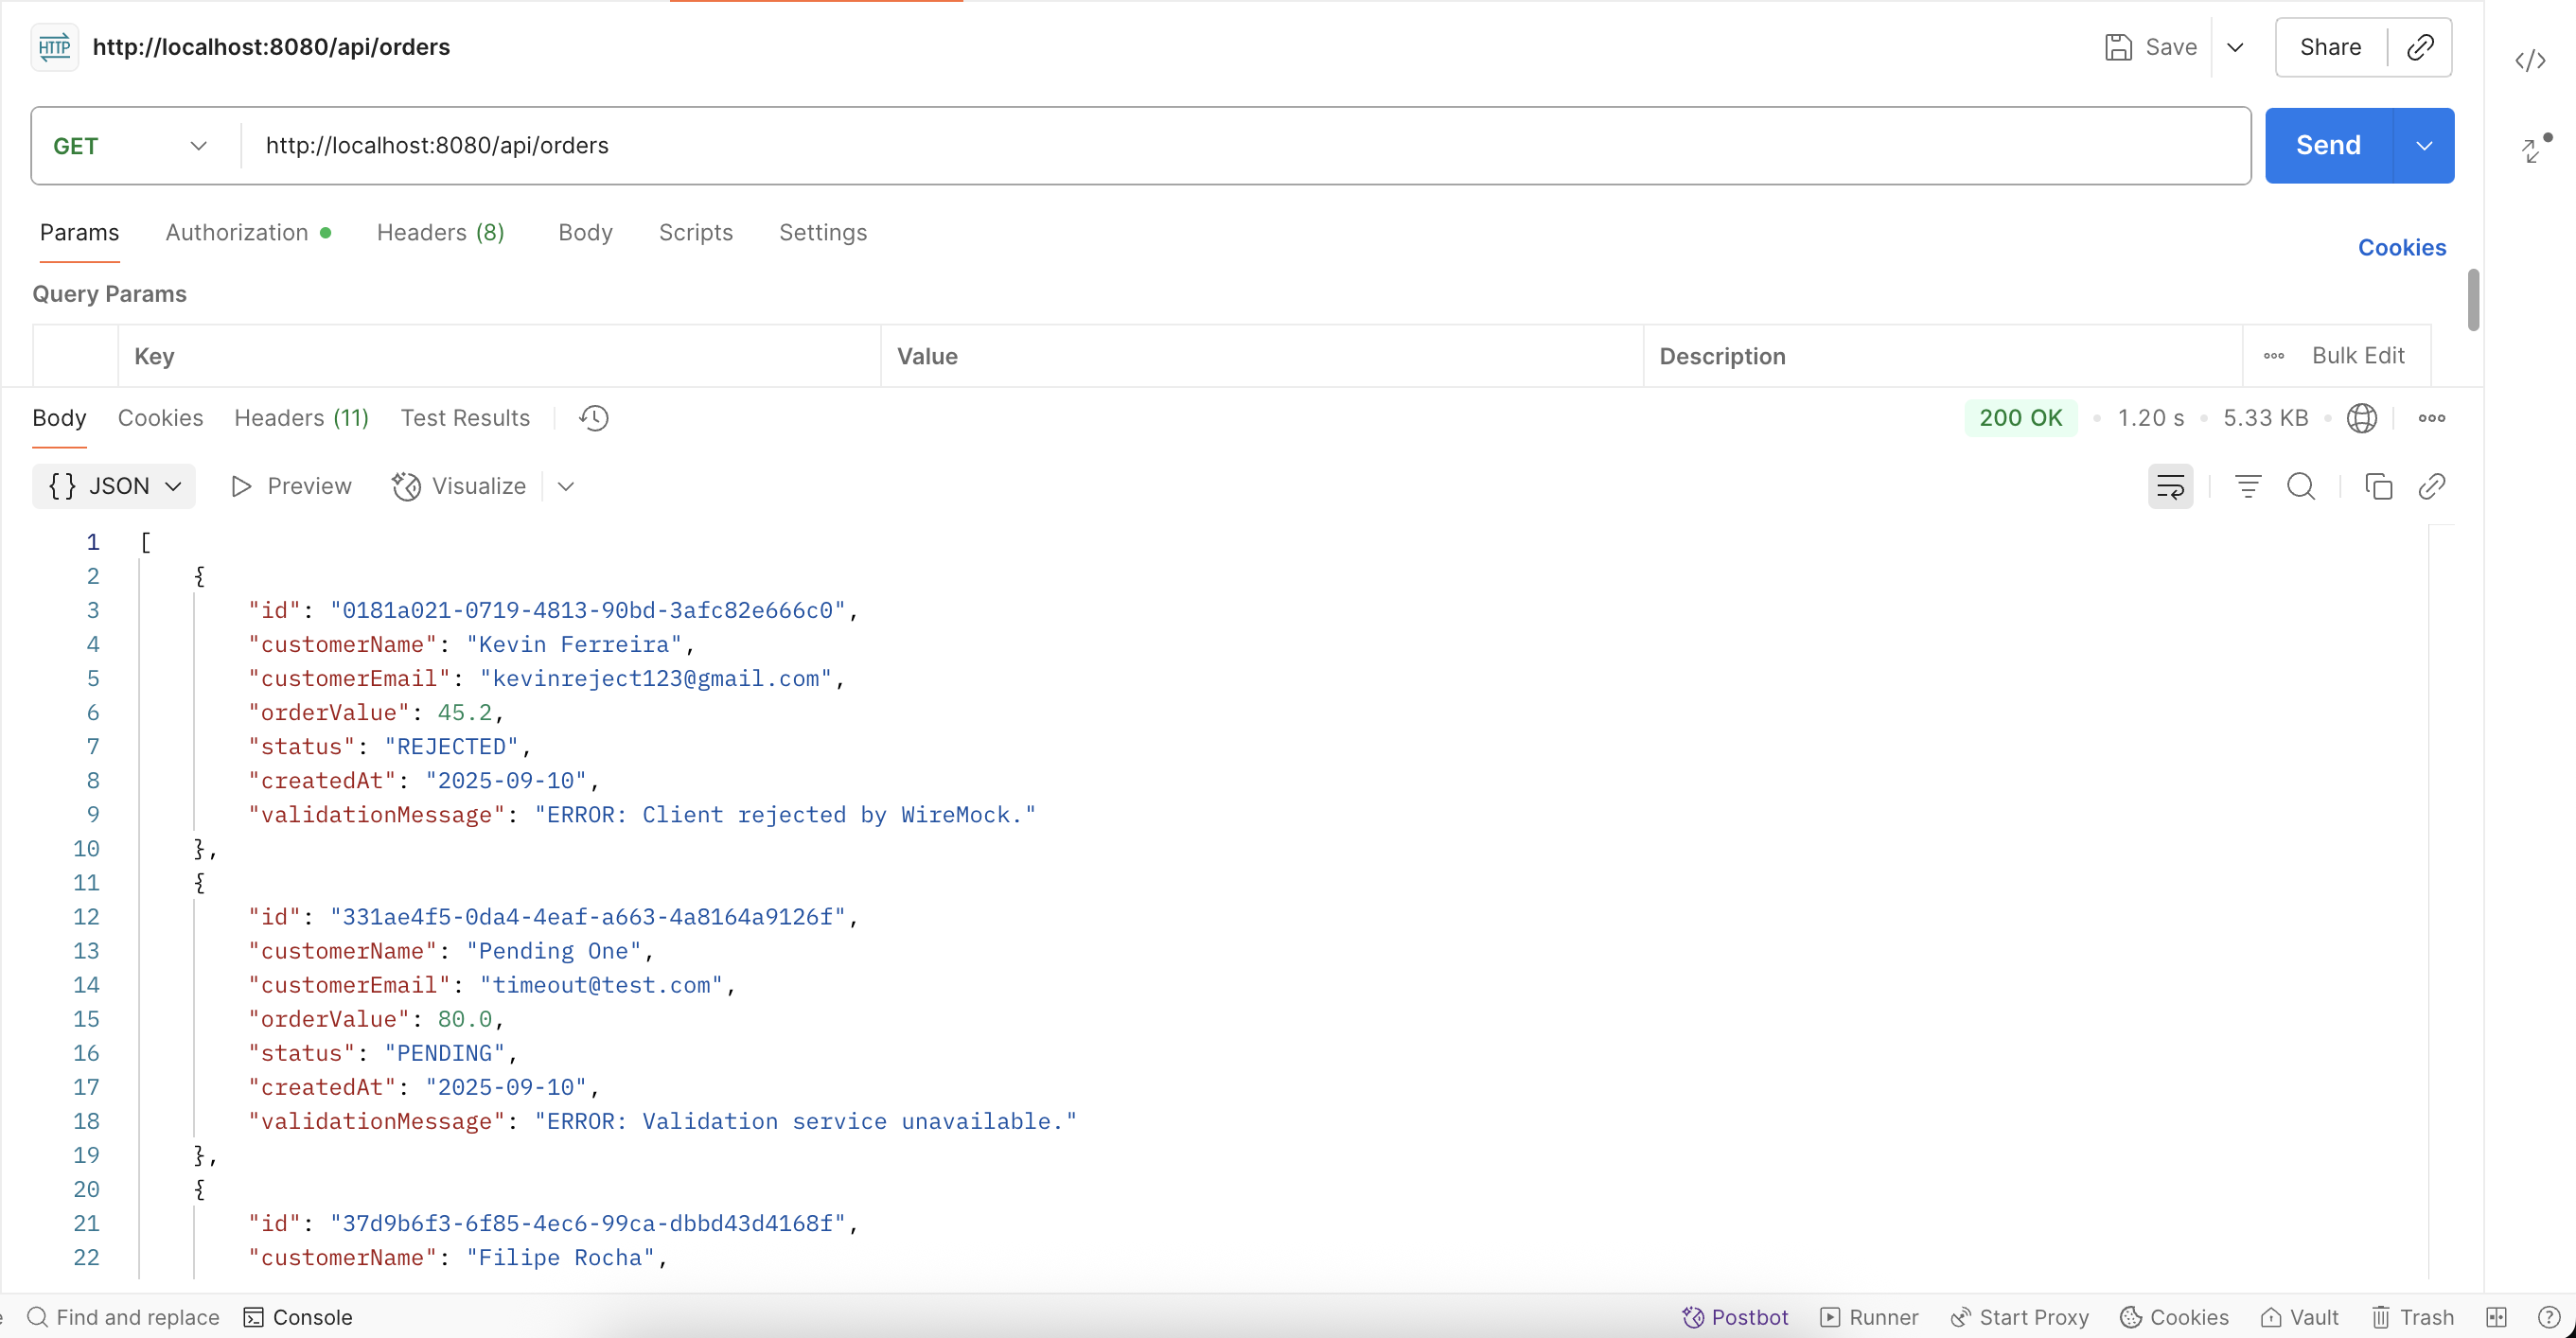 HTTP http://localhost:8080/api/orders Save Share
GET http://localhost:8080/api/orders Send
Params Authorization Headers (8) Body Scripts Settings Cookies
Query Params
Key Value Description Bulk Edit
Body Cookies Headers (11) Test Results 200 OK • 1.20 s • 5.33 KB •
{} JSON Preview Visualize
1 [
2 {
3 "id": "0181a021-0719-4813-90bd-3afc82e666c0",
4 "customerName": "Kevin Ferreira",
5 "customerEmail": "kevinreject123@gmail.com",
6 "orderValue": 45.2,
7 "status": "REJECTED",
8 "createdAt": "2025-09-10",
9 "validationMessage": "ERROR: Client rejected by WireMock."
10 },
11 {
12 "id": "331ae4f5-0da4-4eaf-a663-4a8164a9126f",
13 "customerName": "Pending One",
14 "customerEmail": "timeout@test.com",
15 "orderValue": 80.0,
16 "status": "PENDING",
17 "createdAt": "2025-09-10",
18 "validationMessage": "ERROR: Validation service unavailable."
19 },
20 {
21 "id": "37d9b6f3-6f85-4ec6-99ca-dbbd43d4168f",
22 "customerName": "Filipe Rocha",
Find and replace Console Postbot Runner Start Proxy Cookies Vault Trash